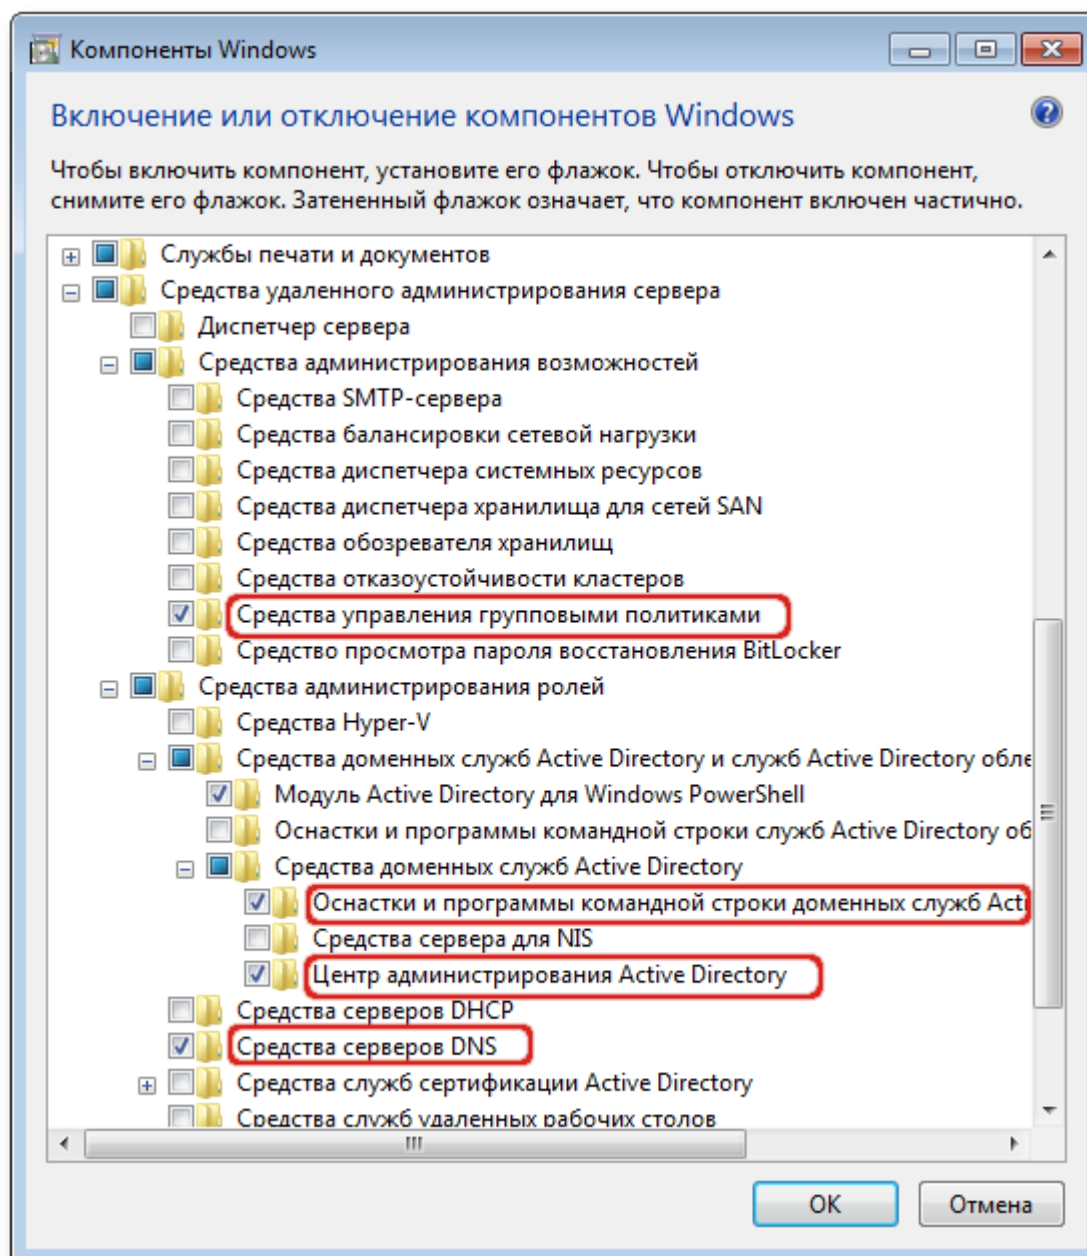 Компоненты Windows
Включение или отключение компонентов Windows
Чтобы включить компонент, установите его флажок. Чтобы отключить компонент,
снимите его флажок. Затененный флажок означает, что компонент включен частично.
Службы печати и документов
Средства удаленного администрирования сервера
Диспетчер сервера
Средства администрирования возможностей
Средства SMTP-сервера
Средства балансировки сетевой нагрузки
Средства диспетчера системных ресурсов
Средства диспетчера хранилища для сетей SAN
Средства обозревателя хранилищ
Средства отказоустойчивости кластеров
Средства управления групповыми политиками
Средство просмотра пароля восстановления BitLocker
Средства администрирования ролей
Средства Hyper-V
Средства доменных служб Active Directory и служб Active Directory обле
Модуль Active Directory для Windows PowerShell
Оснастки и программы командной строки служб Active Directory об
Средства доменных служб Active Directory
Оснастки и программы командной строки доменных служб Acti
Средства сервера для NIS
Центр администрирования Active Directory
Средства серверов DHCP
Средства серверов DNS
Средства служб сертификации Active Directory
Средства служб удаленных рабочих столов
ОК
Отмена